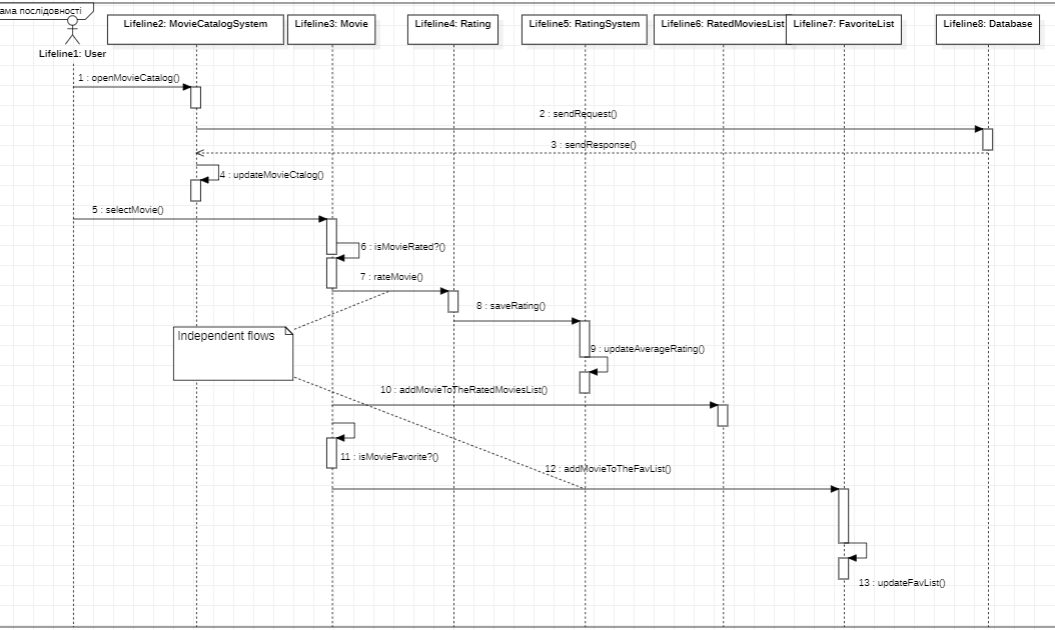 послідовності
Lifeline1: User
Lifeline2: MovieCatalogSystem
Lifeline3: Movie
Lifeline4: Rating
Lifeline5: RatingSystem
Lifeline6: RatedMoviesList
Lifeline7: FavoriteList
Lifeline8: Database
1 : openMovieCatalog()
2 : sendRequest()
3 : sendResponse()
4 : updateMovieCtalog()
5 : selectMovie()
6 : isMovieRated?()
7 : rateMovie()
8 : saveRating()
Independent flows
9 : updateAverageRating()
10 : addMovieToTheRatedMoviesList()
11 : isMovieFavorite?()
12 : addMovieToTheFavList()
13 : updateFavList()